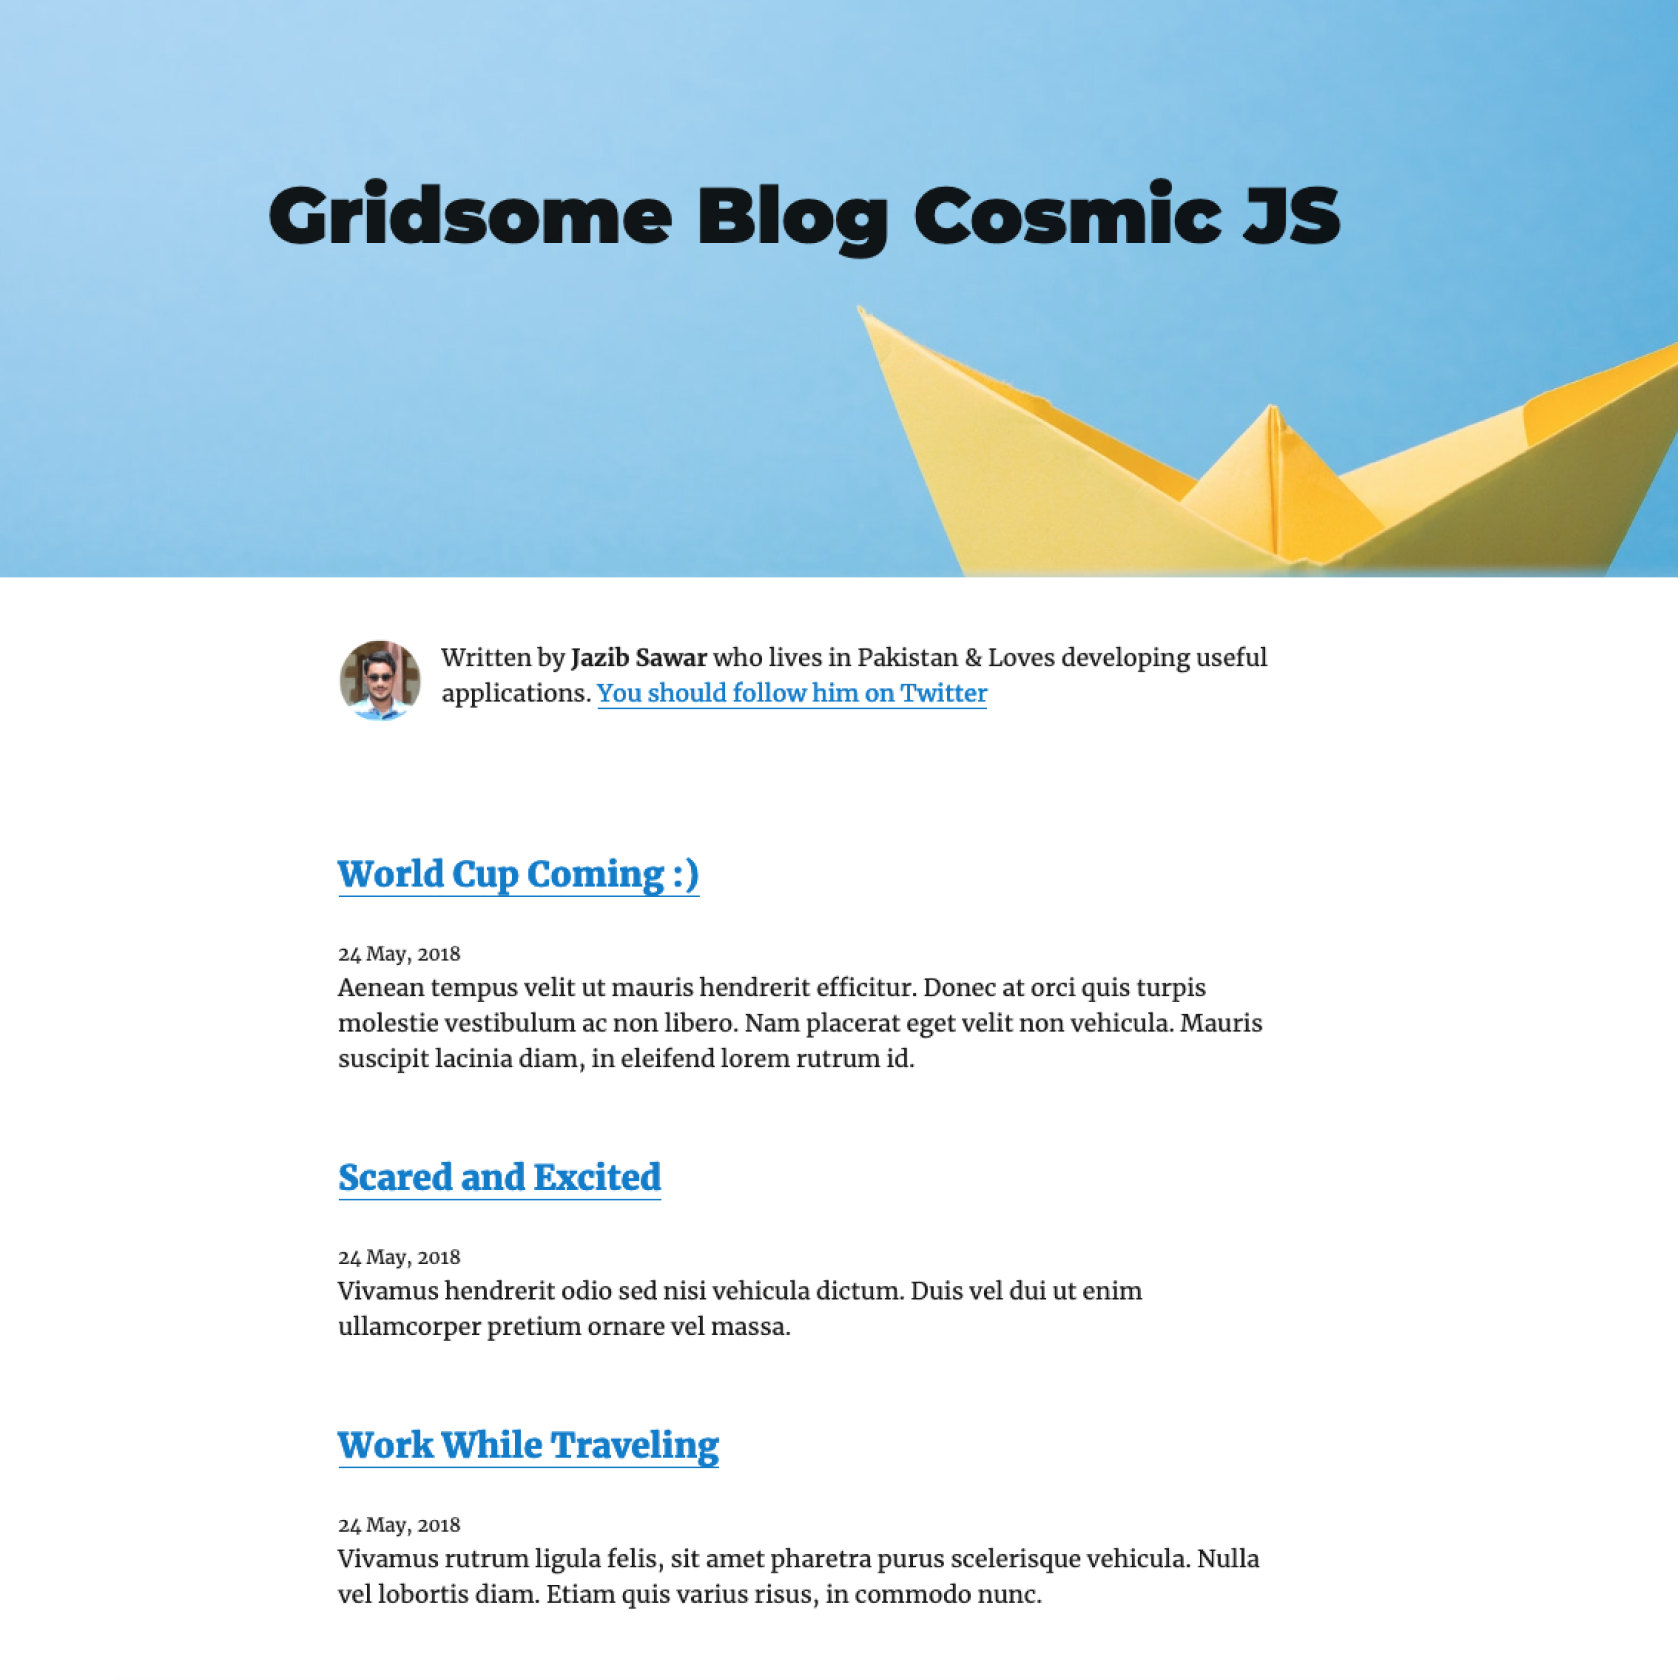 Gridsome Blog Cosmic JS
Written by Jazib Sawar who lives in Pakistan & Loves developing useful
applications. You should follow him on Twitter
World Cup Coming :)
24 May, 2018
Aenean tempus velit ut mauris hendrerit efficitur. Donec at orci quis turpis
molestie vestibulum ac non libero. Nam placerat eget velit non vehicula. Mauris
suscipit lacinia diam, in eleifend lorem rutrum id.
Scared and Excited
24 May, 2018
Vivamus hendrerit odio sed nisi vehicula dictum. Duis vel dui ut enim
ullamcorper pretium ornare vel massa.
Work While Traveling
24 May, 2018
Vivamus rutrum ligula felis, sit amet pharetra purus scelerisque vehicula. Nulla
vel lobortis diam. Etiam quis varius risus, in commodo nunc.